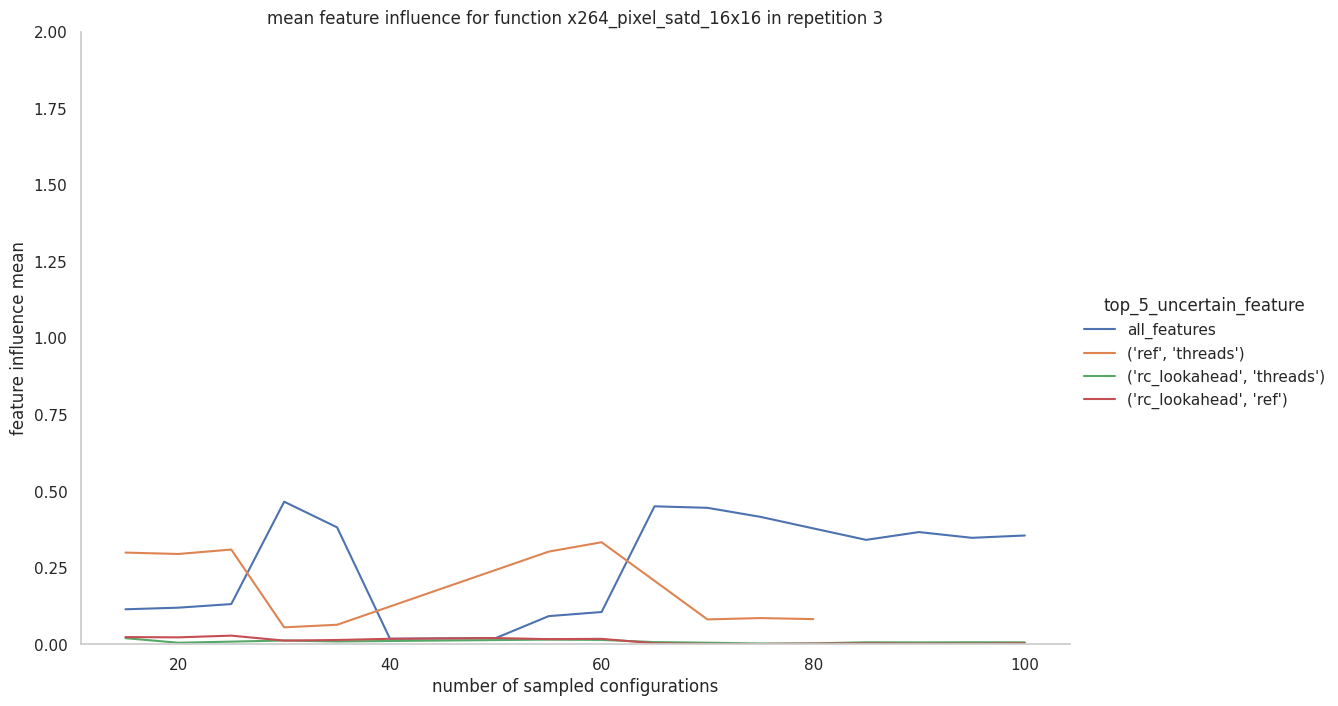 mean feature influence for function x264_pixel_satd_16x16 in repetition 3
2.00
1.75
1.50
1.25
1.00
0.75
0.50
0.25
0.00
feature influence mean
20
40
60
80
100
number of sampled configurations
top_5_uncertain_feature
all_features
('ref', 'threads')
('rc_lookahead', 'threads')
('rc_lookahead', 'ref')